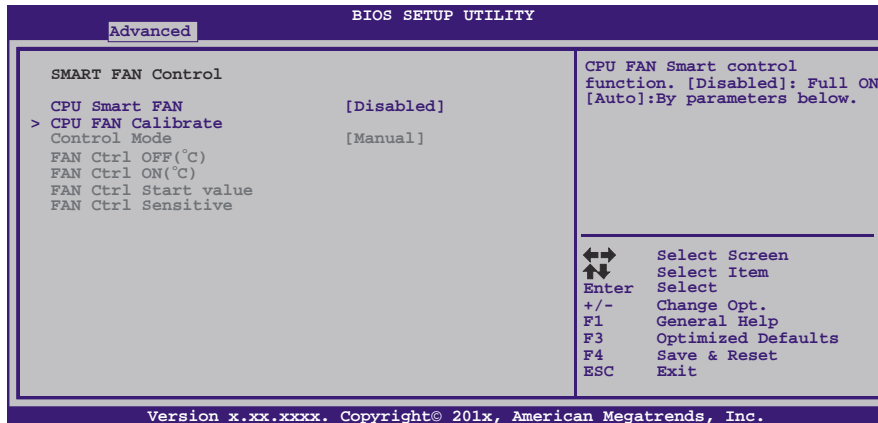 BIOS SETUP UTILITY
Advanced
SMART FAN Control
CPU Smart FAN [Disabled]
> CPU FAN Calibrate
Control Mode [Manual]
FAN Ctrl OFF(°C)
FAN Ctrl ON(°C)
FAN Ctrl Start value
FAN Ctrl Sensitive
CPU FAN Smart control
function. [Disabled]: Full ON
[Auto]:By parameters below.
Select Screen
Select Item
Enter Select
+/- Change Opt.
F1 General Help
F3 Optimized Defaults
F4 Save & Reset
ESC Exit
Version x.xx.xxxx. Copyright© 201x, American Megatrends, Inc.